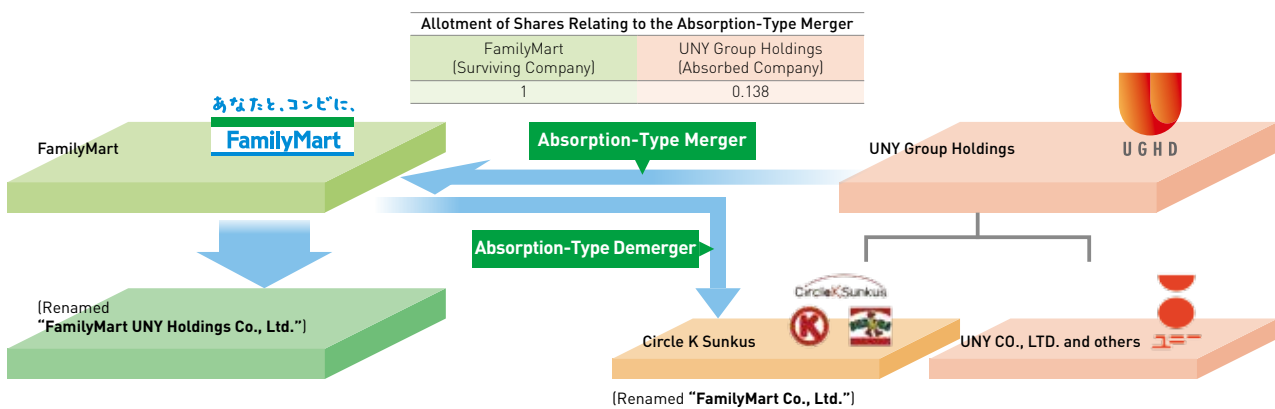 Allotment of Shares Relating to the Absorption-Type Merger
FamilyMart
(Surviving Company)
UNY Group Holdings
(Absorbed Company)
1
0.138
あなたと、コンビに、
FamilyMart
FamilyMart
Absorption-Type Merger
UNY Group Holdings
UGHD
Absorption-Type Demerger
(Renamed
“FamilyMart UNY Holdings Co., Ltd.”)
CircleKSunkus
K
Circle K Sunkus
UNY CO., LTD. and others
ユニー
(Renamed “FamilyMart Co., Ltd.”)